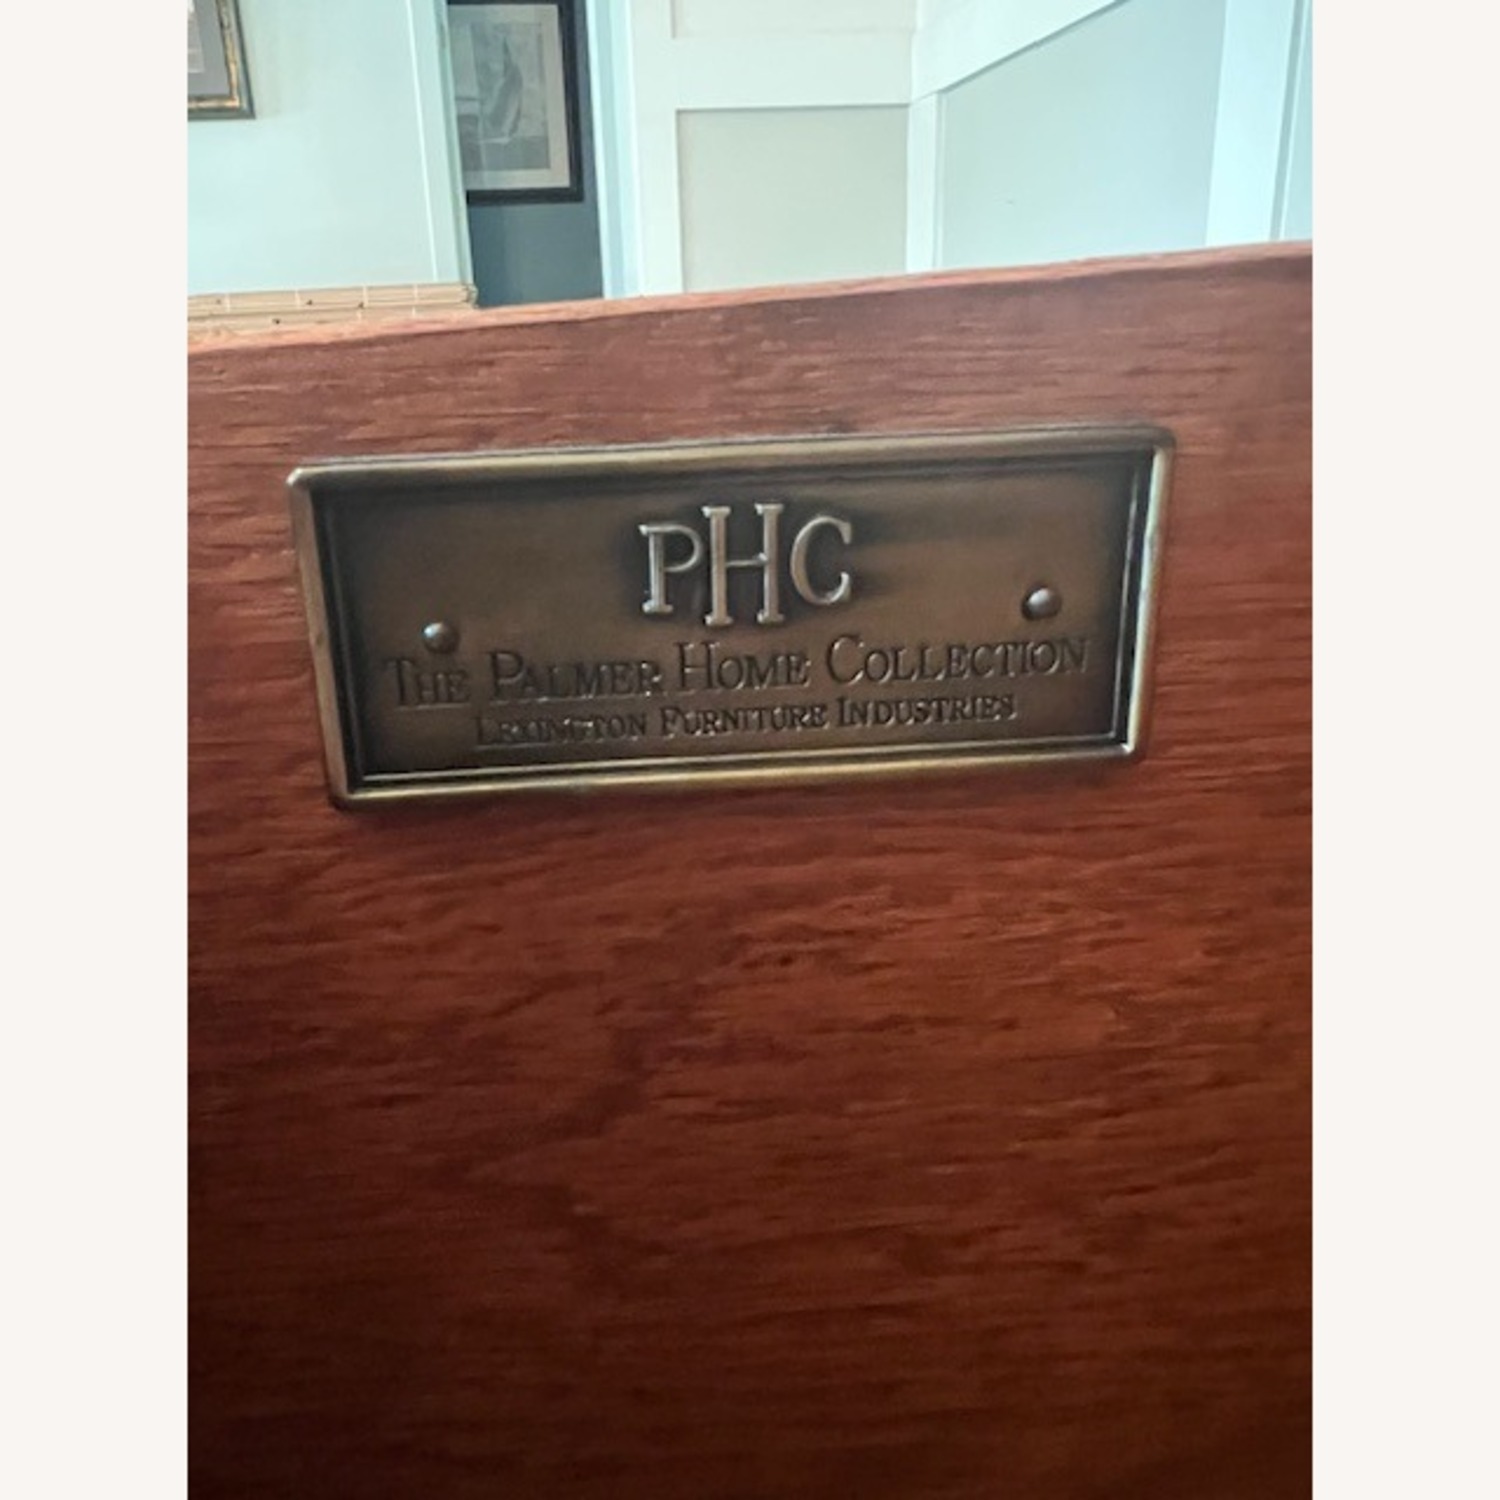 PHC
The Palmer Home Collection
Lexington Furniture Industries